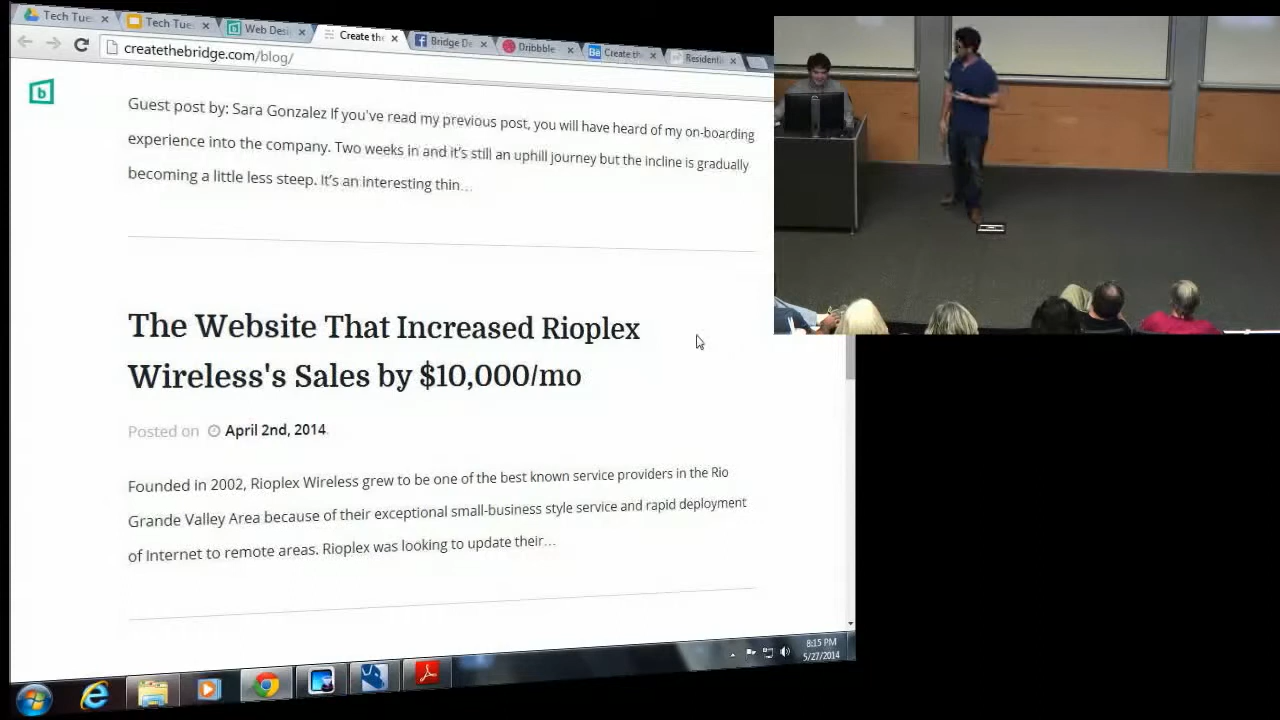 Tech Tue
Tech Tue
Web Desi
Create the
Bridge De
Dribbble
Create the
Residenti
createthebridge.com/blog/
b
Guest post by: Sara Gonzalez If you've read my previous post, you will have heard of my on-boarding
experience into the company. Two weeks in and it's still an uphill journey but the incline is gradually
becoming a little less steep. It's an interesting thin...
The Website That Increased Rioplex
Wireless's Sales by $10,000/mo
Posted on April 2nd, 2014.
Founded in 2002, Rioplex Wireless grew to be one of the best known service providers in the Rio
Grande Valley Area because of their exceptional small-business style service and rapid deployment
of Internet to remote areas. Rioplex was looking to update their...
8:15 PM
5/27/2014